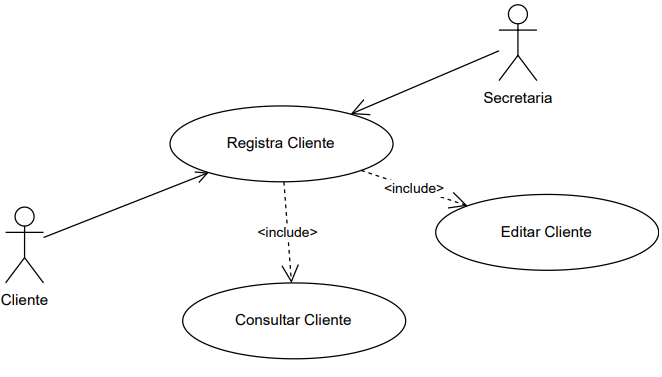 Secretaria
Registra Cliente
<include>
Editar Cliente
<include>
Cliente
Consultar Cliente